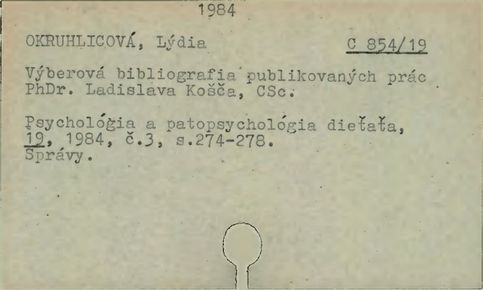 1984
OKRUHLICOVÁ, Lýdia C 854/19
Výberová bibliografia publikovaných prác
PhDr. Ladislava Košča, CSc.
Psychológia a patopsychológia dieťaťa,
19, 1984, č.3, s.274-278.
Správy.